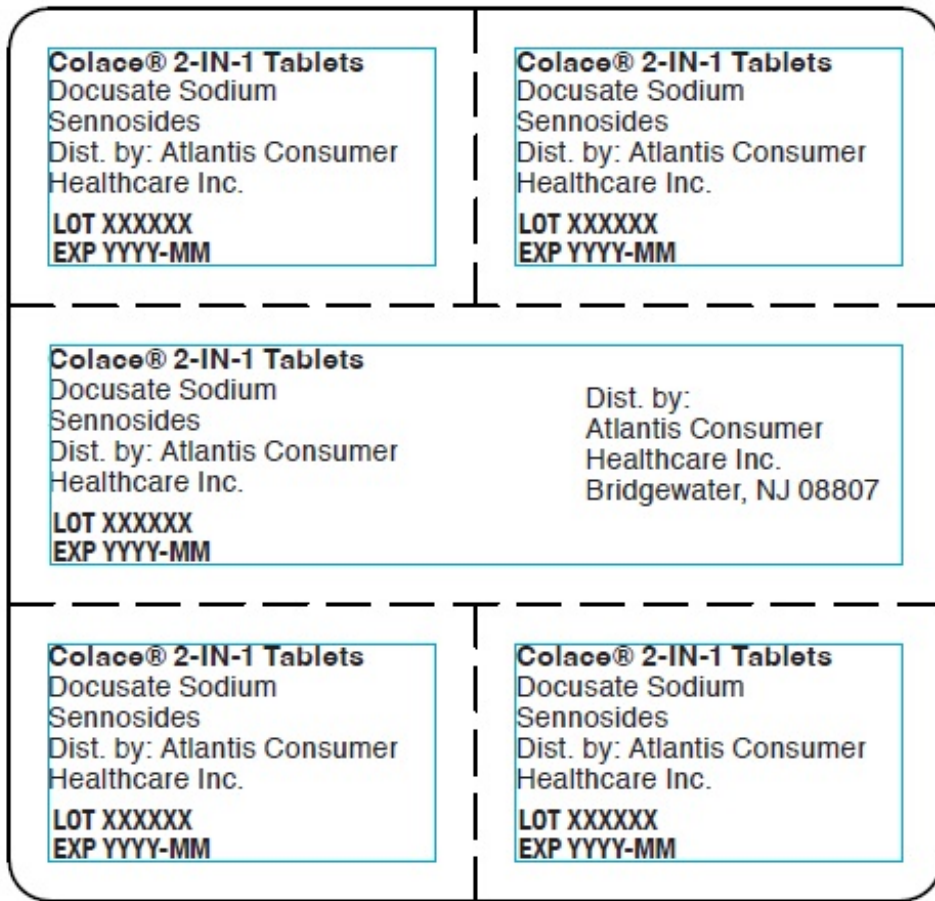 Colace® 2-IN-1 Tablets
Docusate Sodium
Sennosides
Dist. by: Atlantis Consumer
Healthcare Inc.
LOT XXXXXX
EXP YYYY-MM
Colace® 2-IN-1 Tablets
Docusate Sodium
Sennosides
Dist. by: Atlantis Consumer
Healthcare Inc.
LOT XXXXXX
EXP YYYY-MM
Colace® 2-IN-1 Tablets
Docusate Sodium
Sennosides
Dist. by: Atlantis Consumer
Healthcare Inc.
LOT XXXXXX
EXP YYYY-MM
Dist. by:
Atlantis Consumer
Healthcare Inc.
Bridgewater, NJ 08807
Colace® 2-IN-1 Tablets
Docusate Sodium
Sennosides
Dist. by: Atlantis Consumer
Healthcare Inc.
LOT XXXXXX
EXP YYYY-MM
Colace® 2-IN-1 Tablets
Docusate Sodium
Sennosides
Dist. by: Atlantis Consumer
Healthcare Inc.
LOT XXXXXX
EXP YYYY-MM